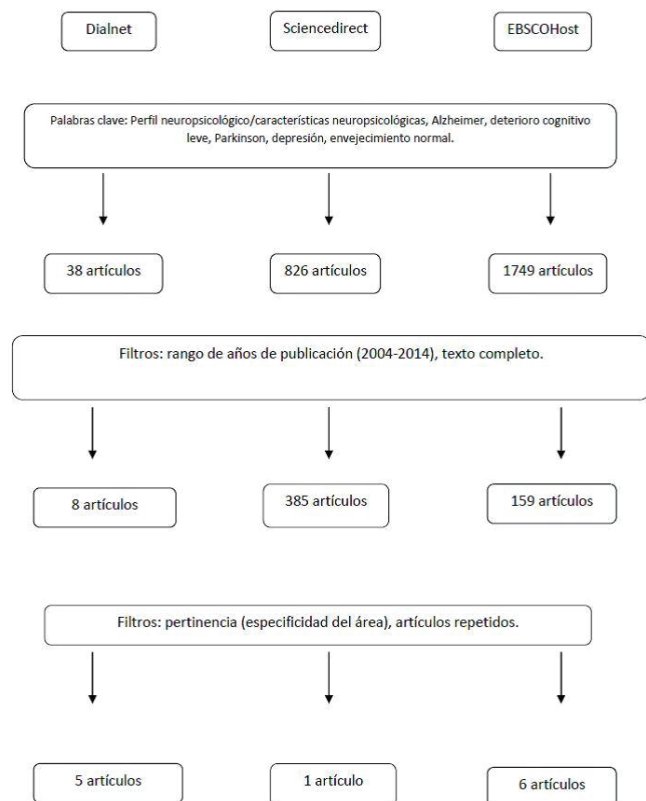 Dialnet
Sciencedirect
EBSCOHost
Palabras clave: Perfil neuropsicológico/características neuropsicológicas, Alzheimer, deterioro cognitivo
leve, Parkinson, depresión, envejecimiento normal.
38 artículos
826 artículos
1749 artículos
Filtros: rango de años de publicación (2004-2014), texto completo.
8 artículos
385 artículos
159 artículos
Filtros: pertinencia (especificidad del área), artículos repetidos.
5 artículos
1 artículo
6 artículos